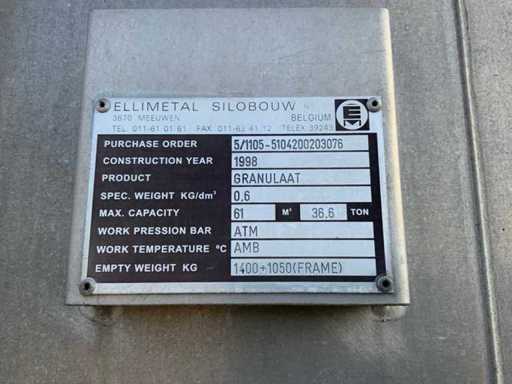 ELLIMETAL SILOBOUW NV
3670 MEEUWEN BELGIUM
TEL. 011-61 01 61 FAX 011-63 41 12 TELEX 39243
PURCHASE ORDER 5/1105-5104200203076
CONSTRUCTION YEAR 1998
PRODUCT GRANULAAT
SPEC. WEIGHT KG/dm³ 0.6
MAX. CAPACITY 61 M³ 36.6 TON
WORK PRESSION BAR ATM
WORK TEMPERATURE °C AMB
EMPTY WEIGHT KG 1400+1050(FRAME)